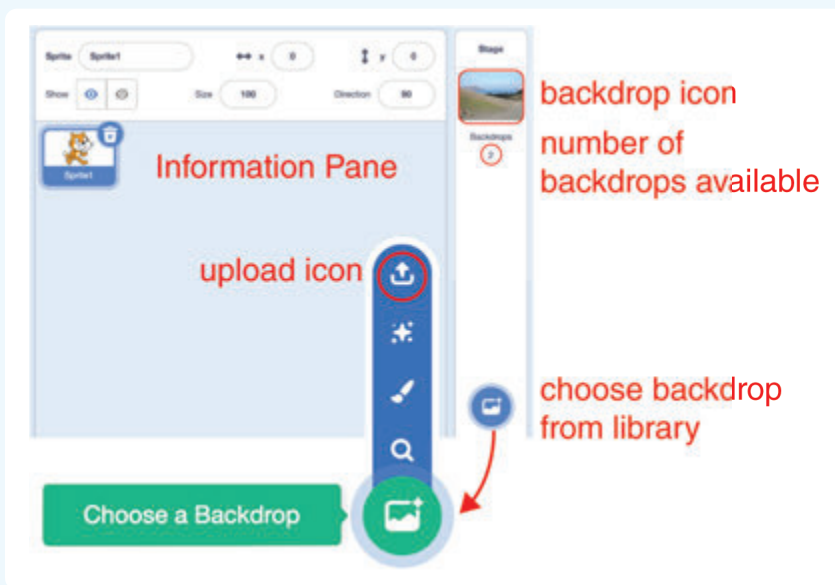 Sprite Sprite1 x 0 y 0
Show Size 100 Direction 90
Stage
Sprite1
Backdrops
2
Information Pane
backdrop icon
number of
backdrops available
upload icon
choose backdrop
from library
Choose a Backdrop